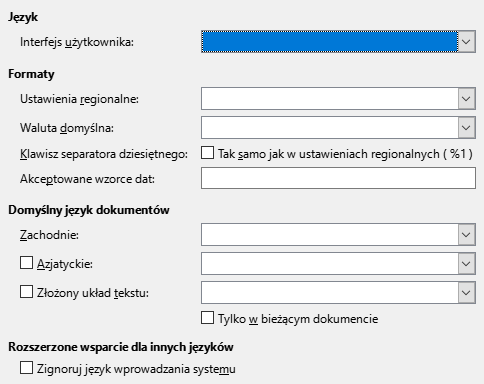 Język
Interfejs użytkownika:
Formaty
Ustawienia regionalne:
Waluta domyślna:
Klawisz separatora dziesiętnego: Tak samo jak w ustawieniach regionalnych ( %1 )
Akceptowane wzorce dat:
Domyślny język dokumentów
Zachodnie:
Azjatyckie:
Złożony układ tekstu:
Tylko w bieżącym dokumencie
Rozszerzone wsparcie dla innych języków
Zignoruj język wprowadzania systemu